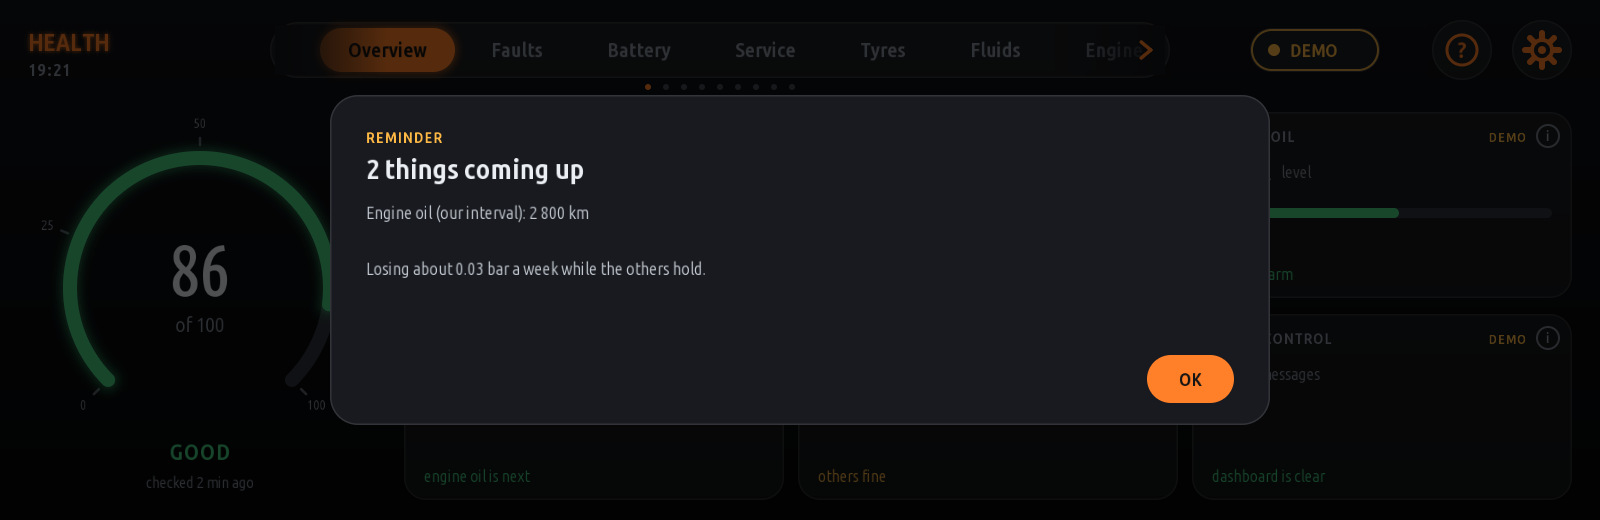 HEALTH
19:21
Overview
Faults
Battery
Service
Tyres
Fluids
Engine
DEMO
?
50
25
86
of 100
0
100
GOOD
checked 2 min ago
REMINDER
2 things coming up
Engine oil (our interval): 2 800 km
Losing about 0.03 bar a week while the others hold.
OK
OIL
DEMO
i
level
CONTROL
DEMO
i
engine oil is next
others fine
dashboard is clear